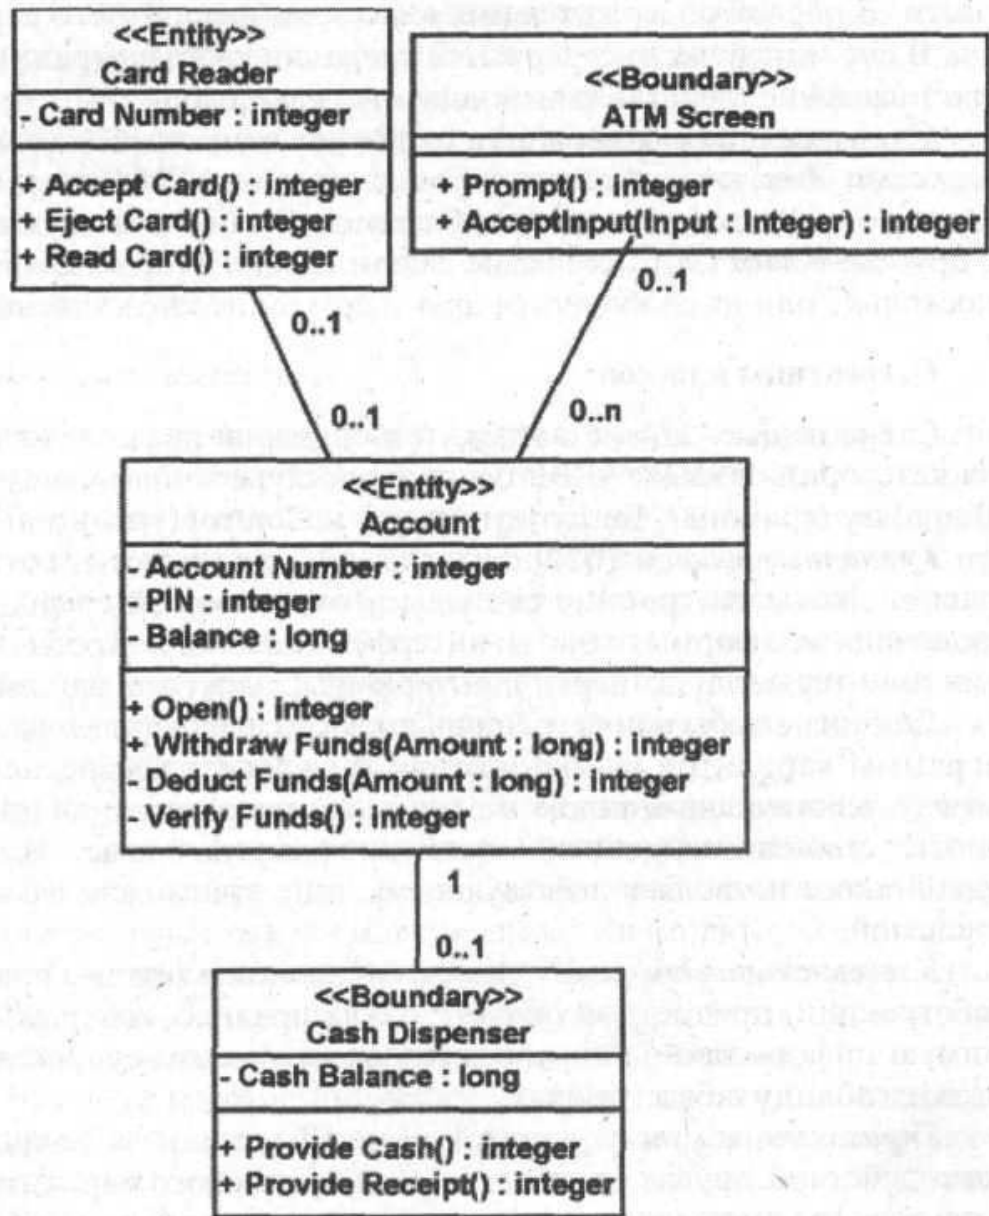 <<Entity>>
Card Reader
- Card Number : integer
+ Accept Card() : integer
+ Eject Card() : integer
+ Read Card() : integer
<<Boundary>>
ATM Screen
+ Prompt() : integer
+ AcceptInput(Input : Integer) : integer
0..1
0..1
0..1
0..n
<<Entity>>
Account
- Account Number : integer
- PIN : integer
- Balance : long
+ Open() : integer
+ Withdraw Funds(Amount : long) : integer
- Deduct Funds(Amount : long) : integer
- Verify Funds() : integer
1
0..1
<<Boundary>>
Cash Dispenser
- Cash Balance : long
+ Provide Cash() : integer
+ Provide Receipt() : integer